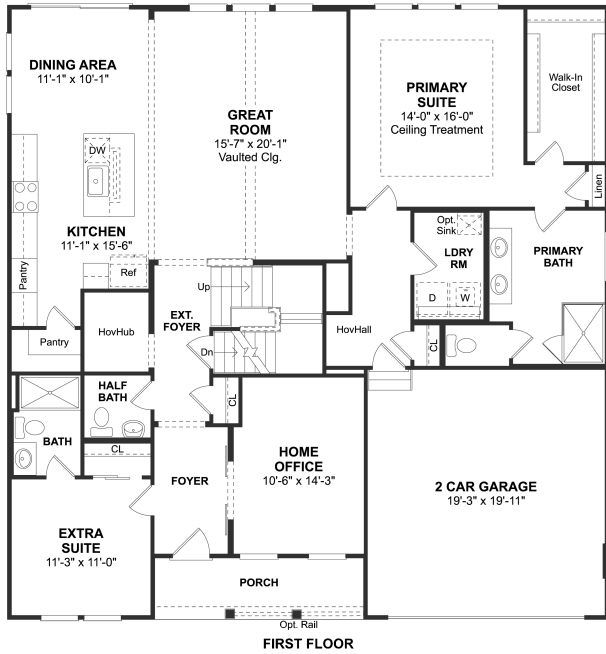 DINING AREA
11'-1" x 10'-1"
GREAT
ROOM
15'-7" x 20'-1"
Vaulted Clg.
PRIMARY
SUITE
14'-0" x 16'-0"
Ceiling Treatment
Walk-In
Closet
Linen
DW
KITCHEN
11'-1" x 15'-6"
Pantry
Ref
Pantry
HovHub
EXT.
FOYER
Up
Dn
HovHall
Opt.
Sink
LDRY
RM
D
W
CL
PRIMARY
BATH
HALF
BATH
BATH
CL
CL
FOYER
HOME
OFFICE
10'-6" x 14'-3"
2 CAR GARAGE
19'-3" x 19'-11"
EXTRA
SUITE
11'-3" x 11'-0"
PORCH
Opt. Rail
FIRST FLOOR